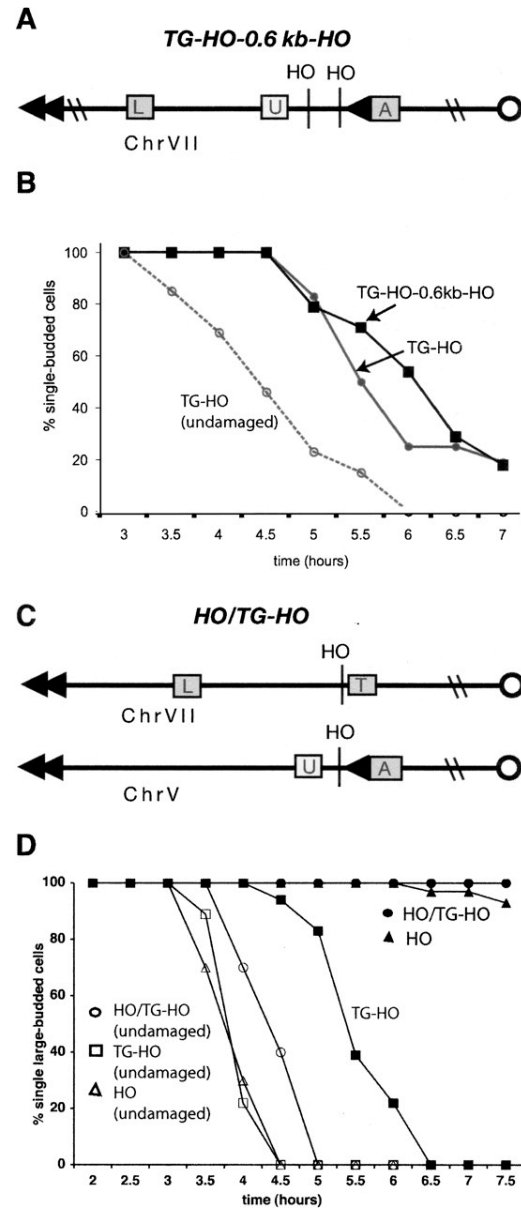 A
TG-HO-0.6 kb-HO
HO HO
L U A
ChrVII
B
% single-budded cells
100
80
60
40
20
0
TG-HO-0.6kb-HO
TG-HO
TG-HO
(undamaged)
3 3.5 4 4.5 5 5.5 6 6.5 7
time (hours)
C
HO/TG-HO
HO
L T
ChrVII
HO
U A
ChrV
D
% single large-budded cells
100
80
60
40
20
0
HO/TG-HO
HO
TG-HO
HO/TG-HO
(undamaged)
TG-HO
(undamaged)
HO
(undamaged)
2 2.5 3 3.5 4 4.5 5 5.5 6 6.5 7 7.5
time (hours)